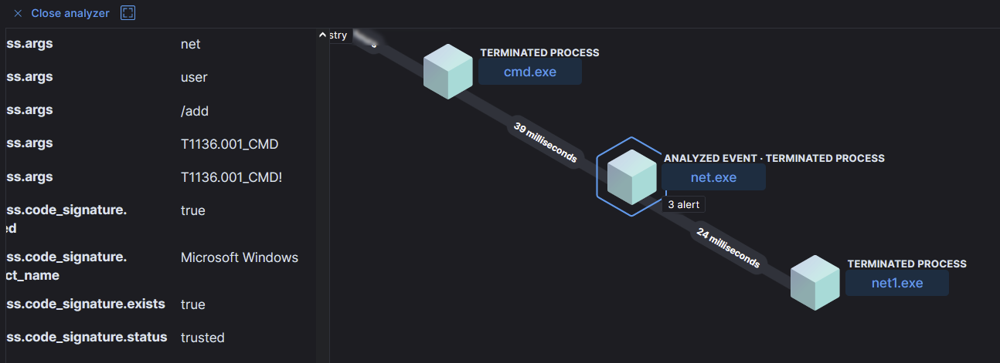 Close analyzer
ss.args net
ss.args user
ss.args /add
ss.args T1136.001_CMD
ss.args T1136.001_CMD!
ss.code_signature. true
ed
ss.code_signature. Microsoft Windows
ct_name
ss.code_signature.exists true
ss.code_signature.status trusted
stry
TERMINATED PROCESS
cmd.exe
39 milliseconds
ANALYZED EVENT · TERMINATED PROCESS
net.exe
3 alert
24 milliseconds
TERMINATED PROCESS
net1.exe